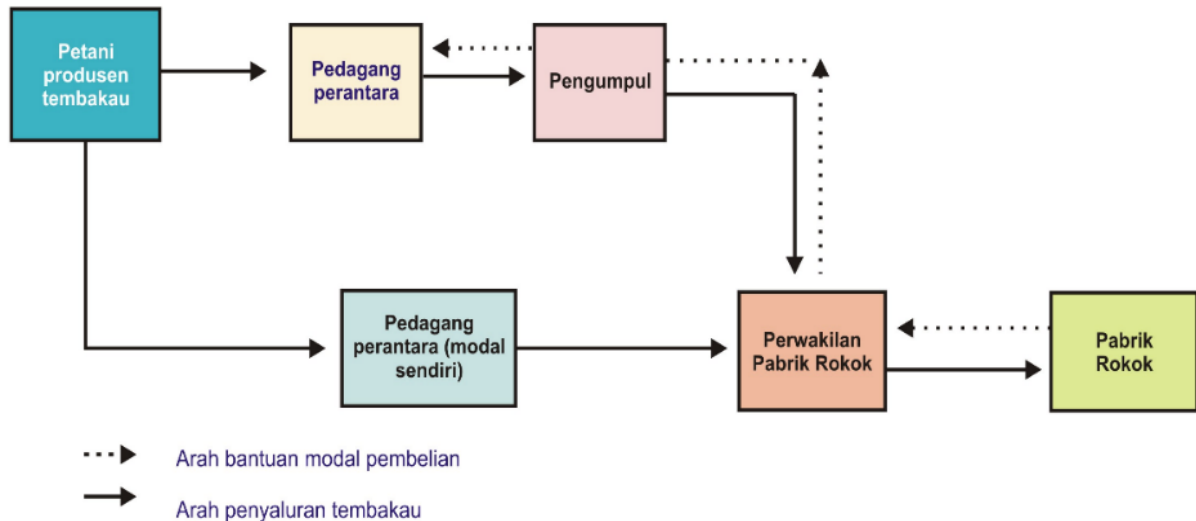 Petani
produsen
tembakau
Pedagang
perantara
Pengumpul
Pedagang
perantara (modal
sendiri)
Perwakilan
Pabrik Rokok
Pabrik
Rokok
Arah bantuan modal pembelian
Arah penyaluran tembakau